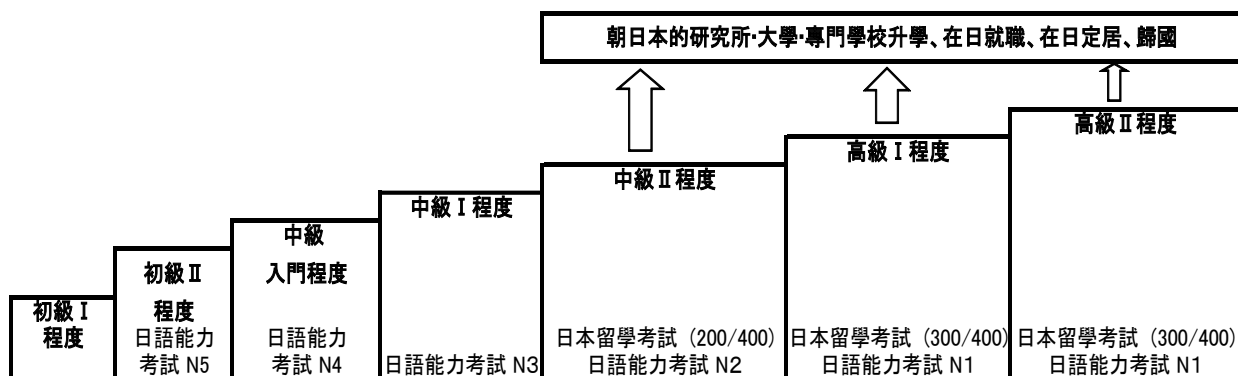 朝日本的研究所･大學･專門學校升學、在日就職、在日定居、歸國
初級Ⅰ
程度
初級Ⅱ
程度
日語能力
考試 N5
中級
入門程度
日語能力
考試 N4
中級Ⅰ程度
日語能力考試 N3
中級Ⅱ程度
日本留學考試 (200/400)
日語能力考試 N2
高級Ⅰ程度
日本留學考試 (300/400)
日語能力考試 N1
高級Ⅱ程度
日本留學考試 (300/400)
日語能力考試 N1